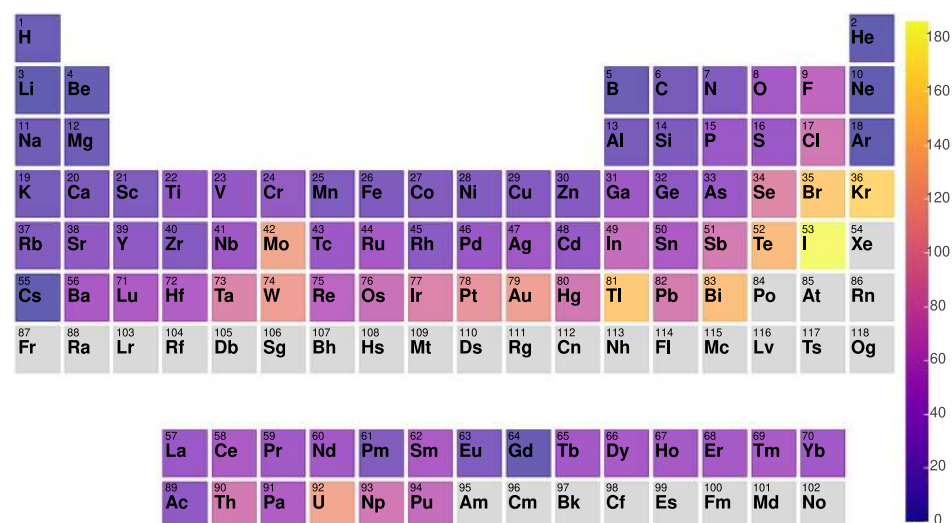 1 2
H He 180
3 4 5 6 7 8 9 10
Li Be B C N O F Ne
160
11 12 13 14 15 16 17 18
Na Mg Al Si P S Cl Ar
140
19 20 21 22 23 24 25 26 27 28 29 30 31 32 33 34 35 36
K Ca Sc Ti V Cr Mn Fe Co Ni Cu Zn Ga Ge As Se Br Kr
120
37 38 39 40 41 42 43 44 45 46 47 48 49 50 51 52 53 54
Rb Sr Y Zr Nb Mo Tc Ru Rh Pd Ag Cd In Sn Sb Te I Xe
100
55 56 71 72 73 74 75 76 77 78 79 80 81 82 83 84 85 86
Cs Ba Lu Hf Ta W Re Os Ir Pt Au Hg Tl Pb Bi Po At Rn
80
87 88 103 104 105 106 107 108 109 110 111 112 113 114 115 116 117 118
Fr Ra Lr Rf Db Sg Bh Hs Mt Ds Rg Cn Nh Fl Mc Lv Ts Og
60
40
57 58 59 60 61 62 63 64 65 66 67 68 69 70
La Ce Pr Nd Pm Sm Eu Gd Tb Dy Ho Er Tm Yb
20
89 90 91 92 93 94 95 96 97 98 99 100 101 102
Ac Th Pa U Np Pu Am Cm Bk Cf Es Fm Md No
0